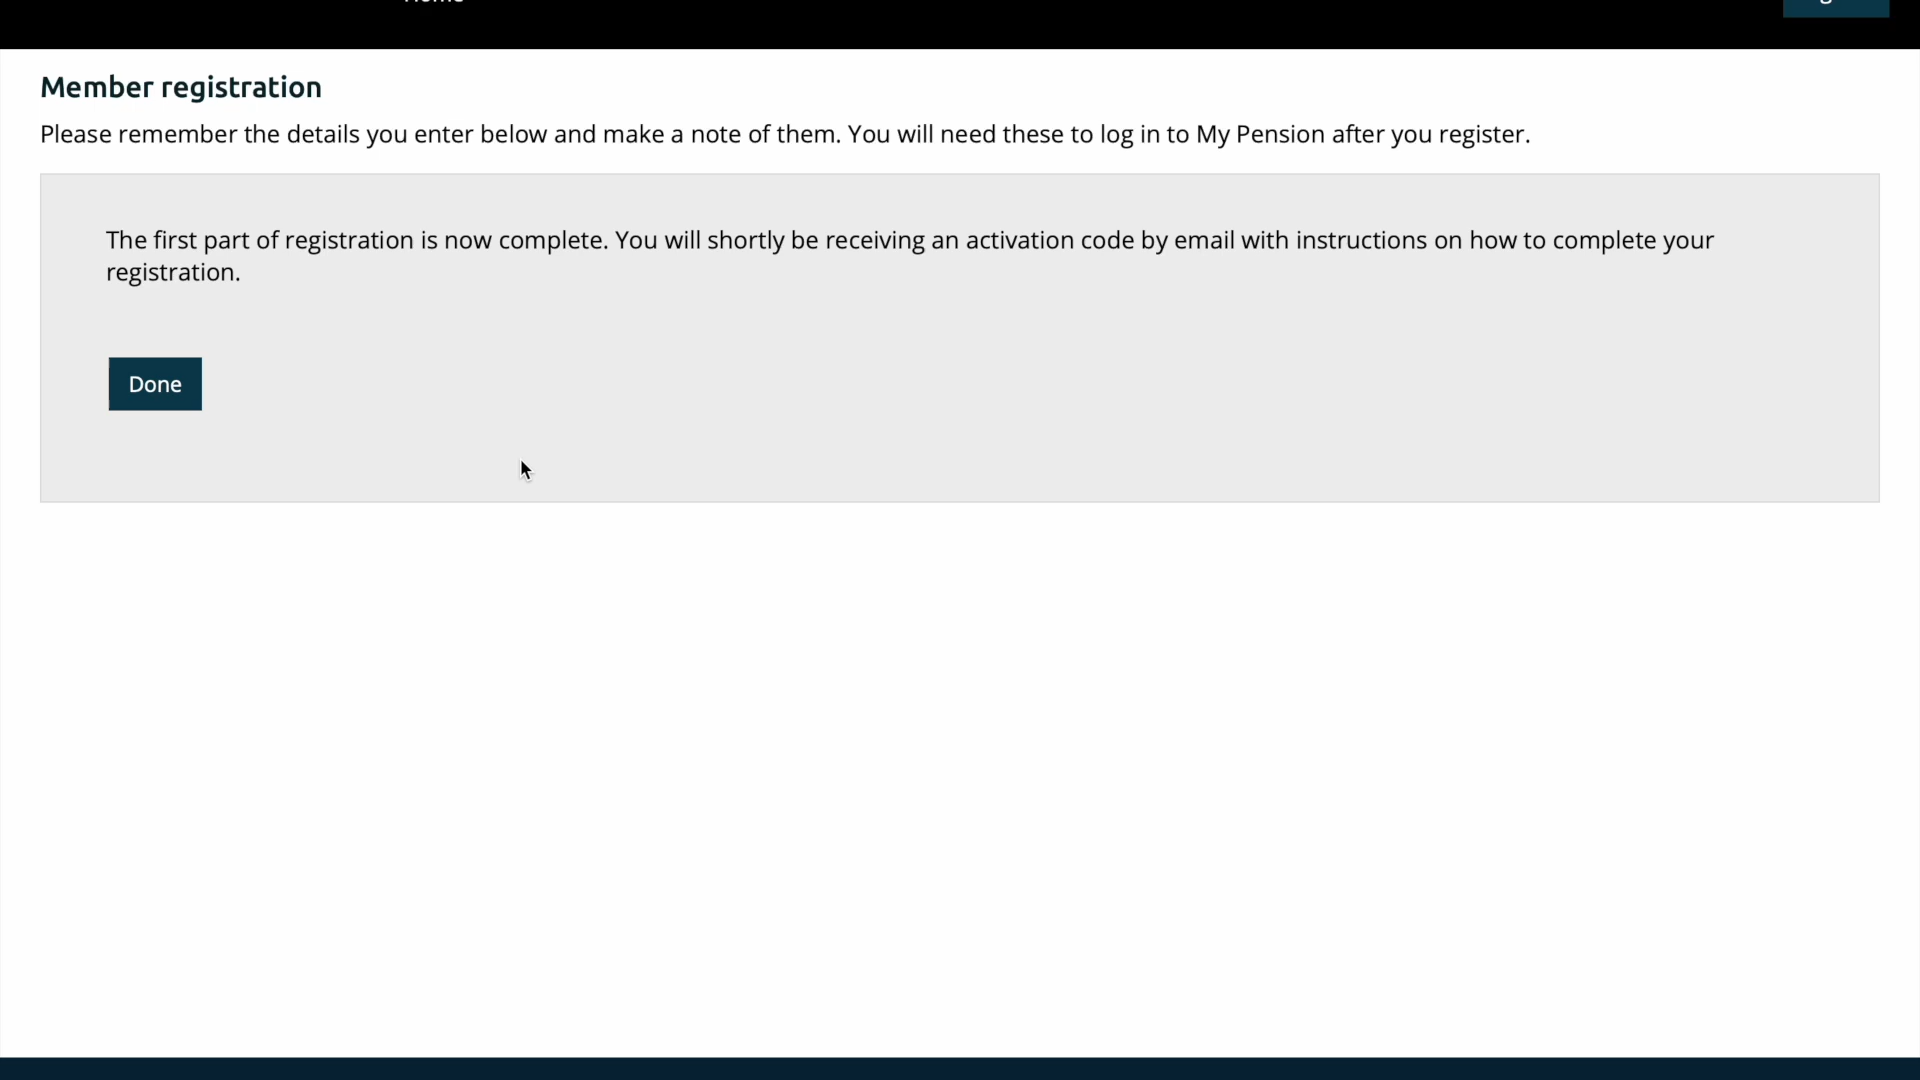 Member registration
Please remember the details you enter below and make a note of them. You will need these to log in to My Pension after you register.
The first part of registration is now complete. You will shortly be receiving an activation code by email with instructions on how to complete your
registration.
Done